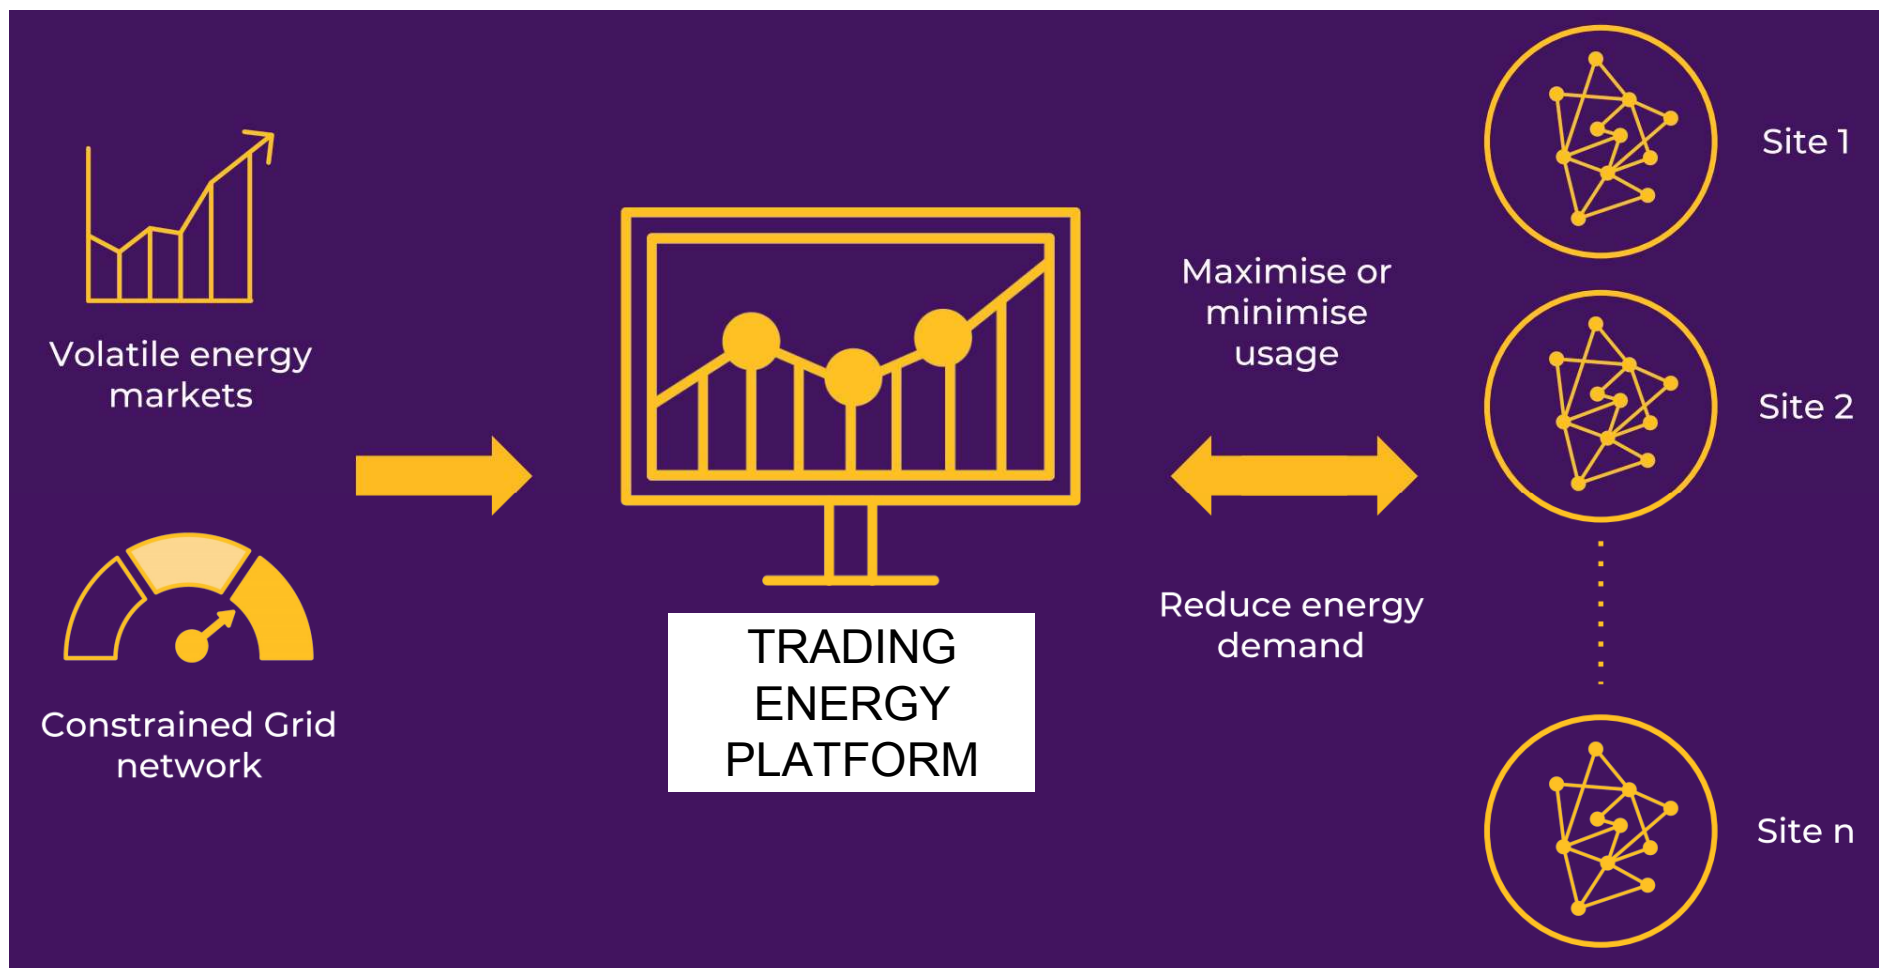 Volatile energy
markets
Constrained Grid
network
TRADING
ENERGY
PLATFORM
Maximise or
minimise
usage
Reduce energy
demand
Site 1
Site 2
Site n